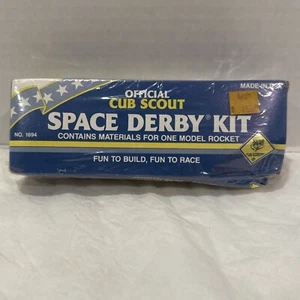 OFFICIAL
MADE IN
CUB SCOUT
SPACE DERBY® KIT
NO. 1694
CONTAINS MATERIALS FOR ONE MODEL ROCKET
FUN TO BUILD, FUN TO RACE